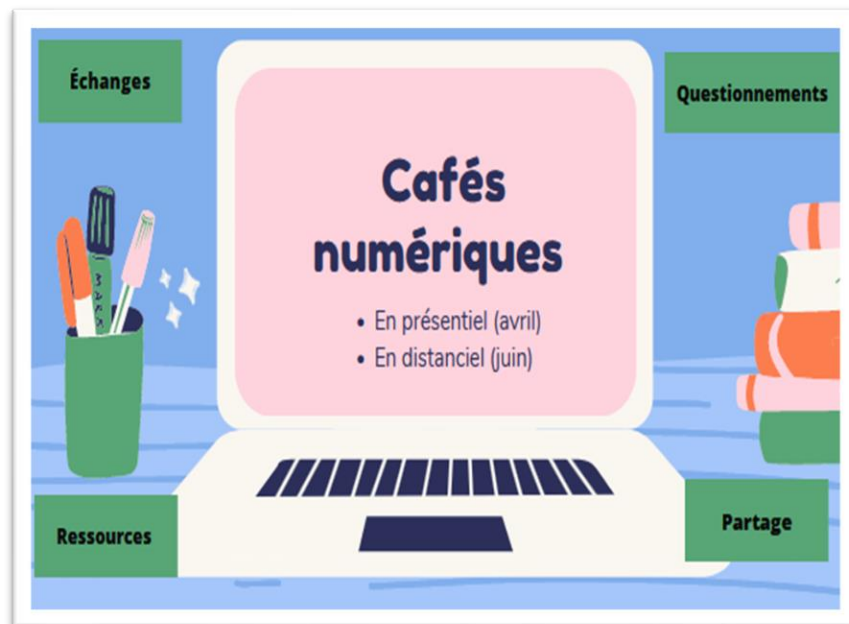 Échanges
Questionnements
Cafés
numériques
• En présentiel (avril)
• En distanciel (juin)
Ressources
Partage